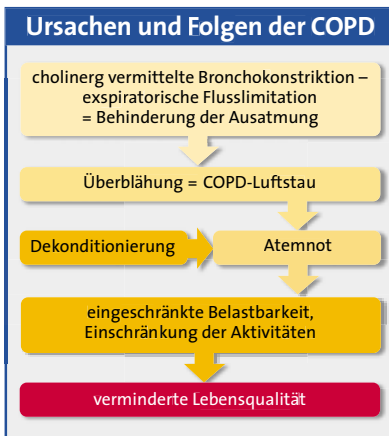 Ursachen und Folgen der COPD
cholinerg vermittelte Bronchokonstriktion –
exspiratorische Flusslimitation
= Behinderung der Ausatmung
Überblähung = COPD-Luftstau
Dekonditionierung
Atemnot
eingeschränkte Belastbarkeit,
Einschränkung der Aktivitäten
verminderte Lebensqualität